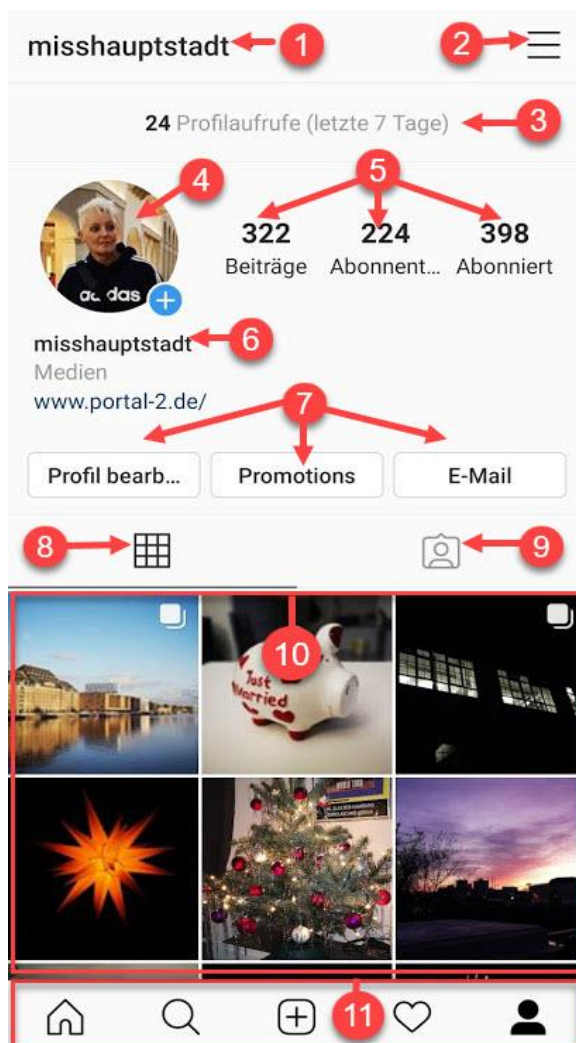 misshauptstadt
1
2
24 Profilaufrufe (letzte 7 Tage)
3
4
5
322 224 398
Beiträge Abonnent... Abonniert
adidas
misshauptstadt
6
Medien
www.portal-2.de/
7
Profil bearb... Promotions E-Mail
8
9
10
Just
Married
11